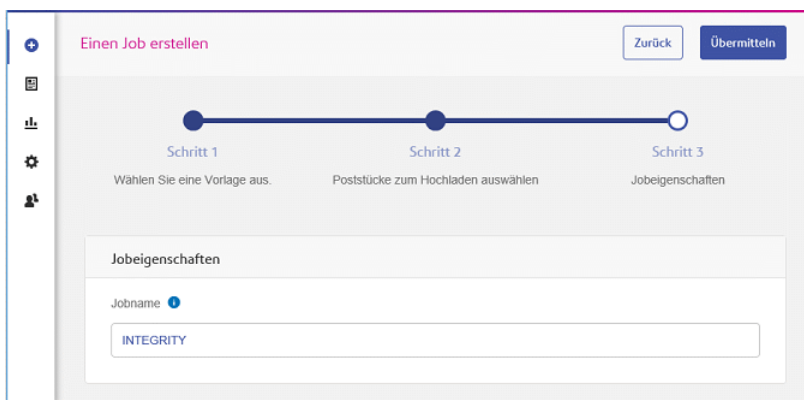 Einen Job erstellen
Zurück
Übermitteln
Schritt 1
Schritt 2
Schritt 3
Wählen Sie eine Vorlage aus.
Poststücke zum Hochladen auswählen
Jobeigenschaften
Jobeigenschaften
Jobname
INTEGRITY